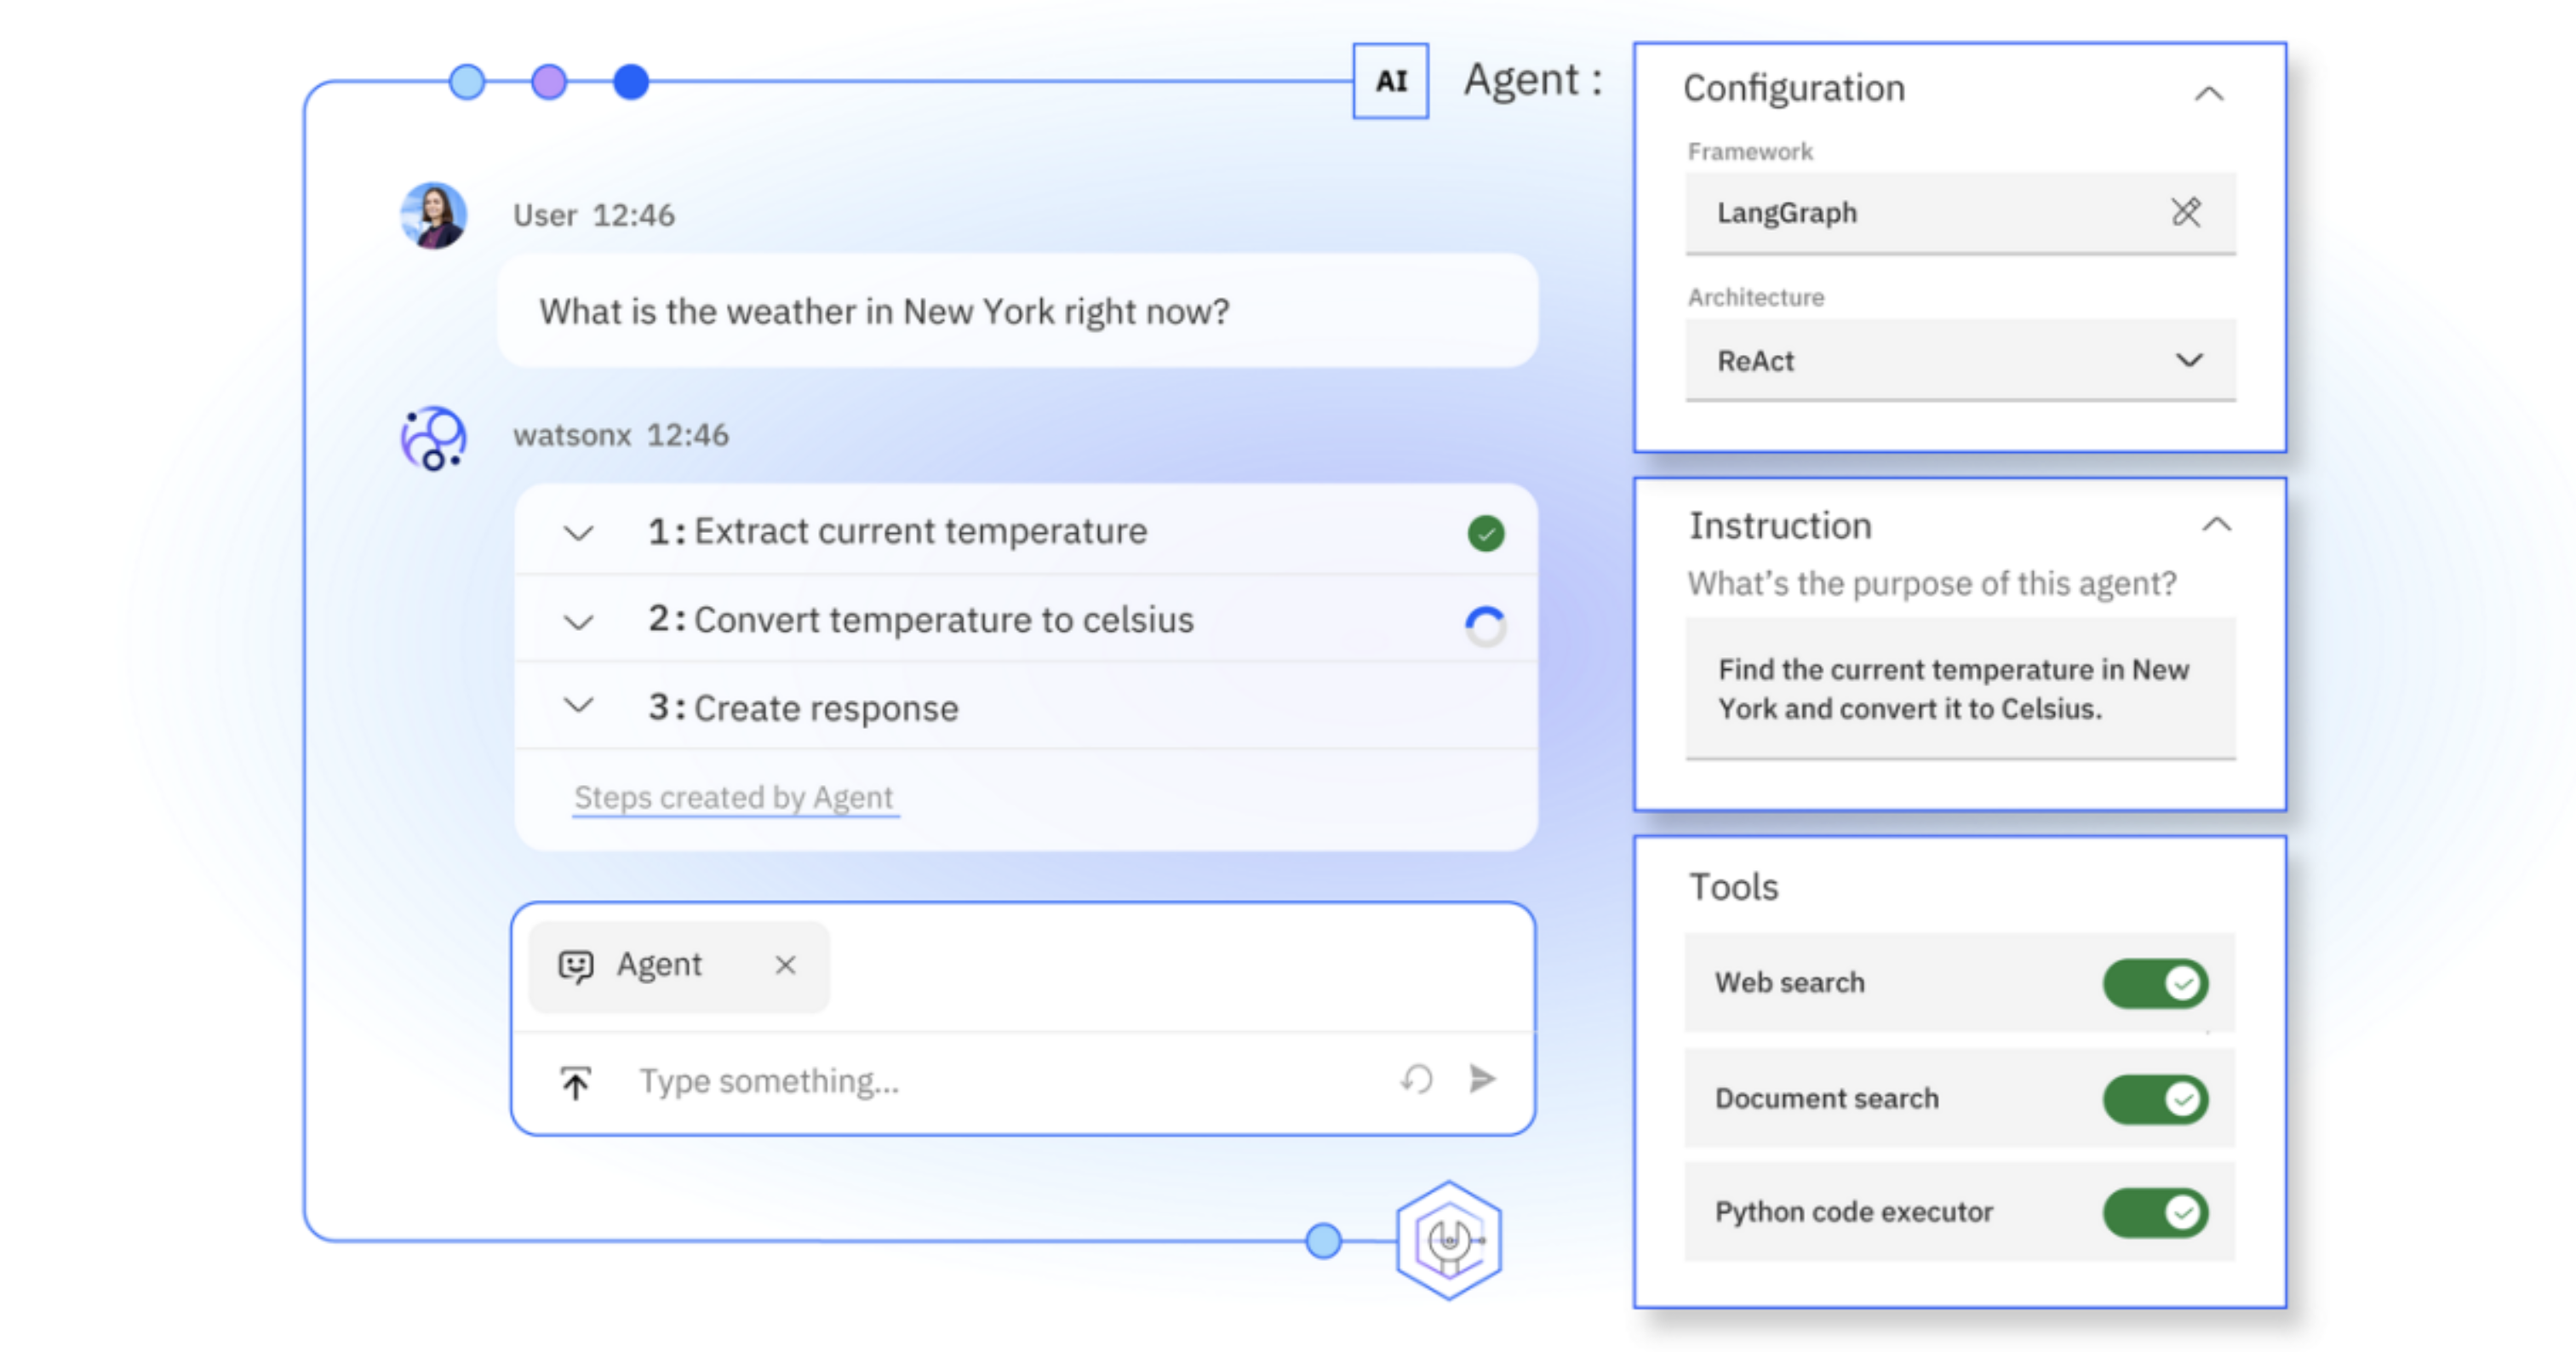 AI Agent :
User 12:46
What is the weather in New York right now?
watsonx 12:46
1: Extract current temperature
2: Convert temperature to celsius
3: Create response
Steps created by Agent
Agent
Type something...
Configuration
Framework
LangGraph
Architecture
ReAct
Instruction
What’s the purpose of this agent?
Find the current temperature in New
York and convert it to Celsius.
Tools
Web search
Document search
Python code executor